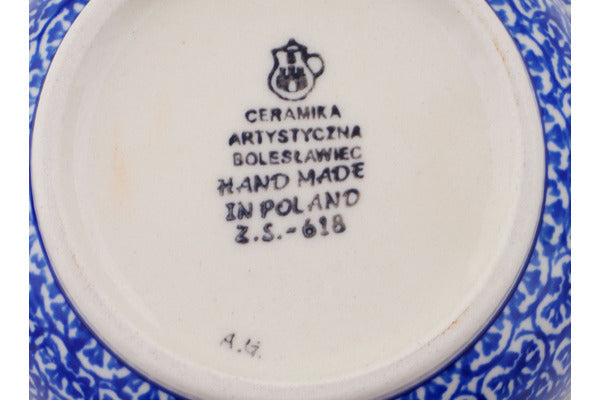 CERAMIKA
ARTYSTYCZNA
BOLESŁAWIEC
HAND MADE
IN POLAND
Z.S.-618
A.G.